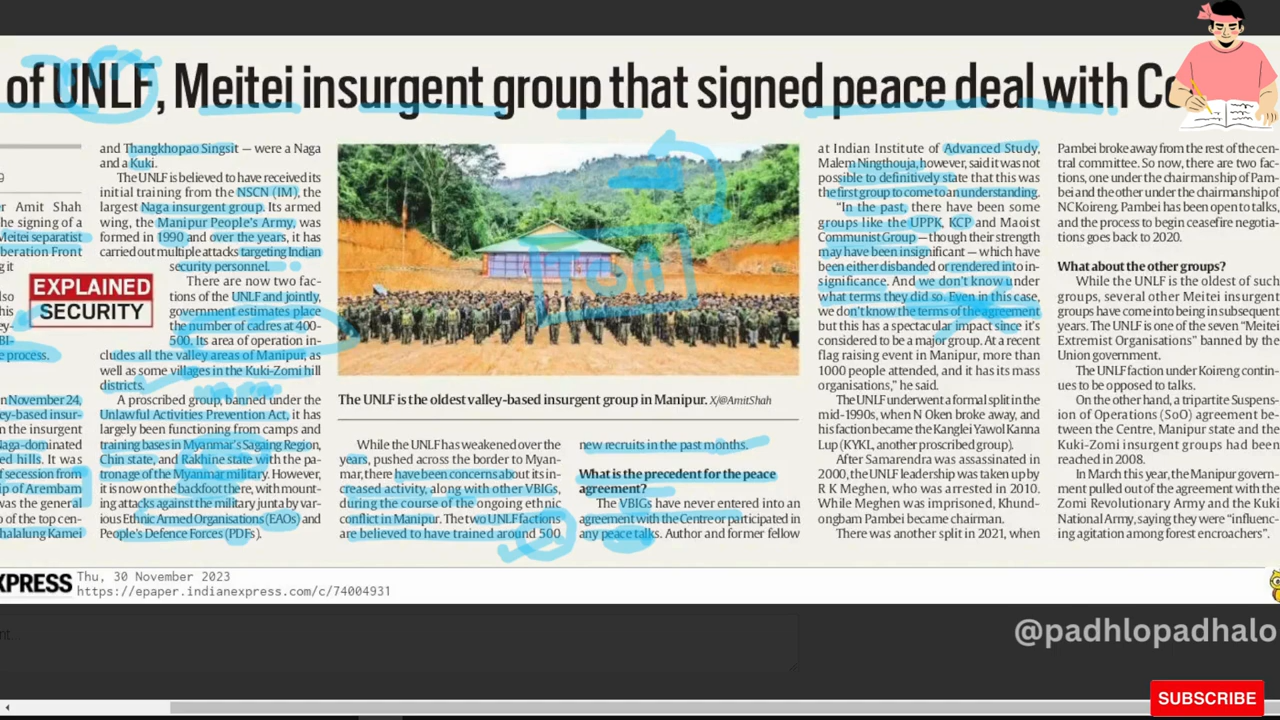 of UNLF, Meitei insurgent group that signed peace deal with
9
Amit Shah
he signing of a
Meitei separatist
beration Front
g it
EXPLAINED
SECURITY
lso
his
ey-
BI-
e process.
n November 24,
ey-based insur-
n the insurgent
Naga-dominated
ed hills. It was
f secession from
ip of Arembam
was the general
o of the top cen-
halalung Kamei
and Thangkhopao Singsit — were a Naga
and a Kuki.
The UNLF is believed to have received its
initial training from the NSCN (IM), the
largest Naga insurgent group. Its armed
wing, the Manipur People's Army, was
formed in 1990 and over the years, it has
carried out multiple attacks targeting Indian
security personnel.
There are now two fac-
tions of the UNLF and jointly,
government estimates place
the number of cadres at 400-
500. Its area of operation in-
cludes all the valley areas of Manipur, as
well as some villages in the Kuki-Zomi hill
districts.
A proscribed group, banned under the
Unlawful Activities Prevention Act, it has
largely been functioning from camps and
training bases in Myanmar's Sagaing Region,
Chin state, and Rakhine state with the pa-
tronage of the Myanmar military. However,
it is now on the backfoot there, with mount-
ing attacks against the military junta by var-
ious Ethnic Armed Organisations (EAOs) and
People's Defence Forces (PDFs).
The UNLF is the oldest valley-based insurgent group in Manipur. X/@AmitShah
While the UNLF has weakened over the
years, pushed across the border to Myan-
mar, there have been concerns about its in-
creased activity, along with other VBIGs,
during the course of the ongoing ethnic
conflict in Manipur. The two UNLF factions
are believed to have trained around 500
new recruits in the past months.
What is the precedent for the peace
agreement?
The VBIGs have never entered into an
agreement with the Centre or participated in
any peace talks. Author and former fellow
at Indian Institute of Advanced Study,
Malem Ningthouja, however, said it was not
possible to definitively state that this was
the first group to come to an understanding.
"In the past, there have been some
groups like the UPPK, KCP and Maoist
Communist Group — though their strength
may have been insignificant — which have
been either disbanded or rendered into in-
significance. And we don't know under
what terms they did so. Even in this case,
we don't know the terms of the agreement
but this has a spectacular impact since it's
considered to be a major group. At a recent
flag raising event in Manipur, more than
1000 people attended, and it has its mass
organisations," he said.
The UNLF underwent a formal split in the
mid-1990s, when N Oken broke away, and
his faction became the Kanglei Yawol Kanna
Lup (KYKL, another proscribed group).
After Samarendra was assassinated in
2000, the UNLF leadership was taken up by
R K Meghen, who was arrested in 2010.
While Meghen was imprisoned, Khund-
ongbam Pambei became chairman.
There was another split in 2021, when
Pambei broke away from the rest of the cen-
tral committee. So now, there are two fac-
tions, one under the chairmanship of Pam-
bei and the other under the chairmanship of
NC Koireng. Pambei has been open to talks,
and the process to begin ceasefire negotia-
tions goes back to 2020.
What about the other groups?
While the UNLF is the oldest of such
groups, several other Meitei insurgent
groups have come into being in subsequent
years. The UNLF is one of the seven "Meitei
Extremist Organisations" banned by the
Union government.
The UNLF faction under Koireng contin-
ues to be opposed to talks.
On the other hand, a tripartite Suspens-
ion of Operations (SoO) agreement be-
tween the Centre, Manipur state and the
Kuki-Zomi insurgent groups had been
reached in 2008.
In March this year, the Manipur govern-
ment pulled out of the agreement with the
Zomi Revolutionary Army and the Kuki
National Army, saying they were "influenc-
ing agitation among forest encroachers".
XPRESS
Thu, 30 November 2023
https://epaper.indianexpress.com/c/74004931
nt.
@padhlopadhalo
SUBSCRIBE